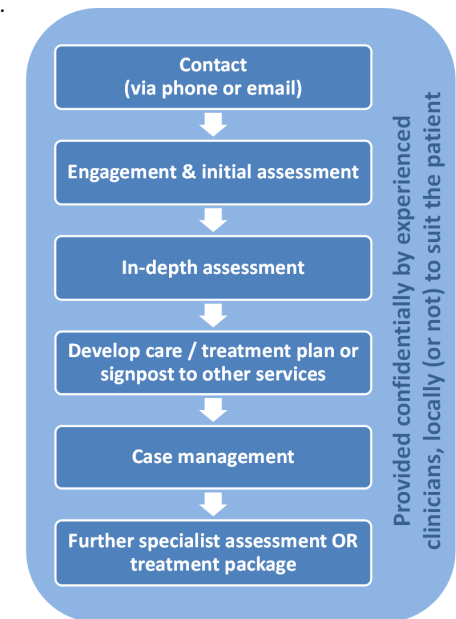 .
Contact
(via phone or email)
Engagement & initial assessment
In-depth assessment
Develop care / treatment plan or
signpost to other services
Case management
Further specialist assessment OR
treatment package
Provided confidentially by experienced
clinicians, locally (or not) to suit the patient